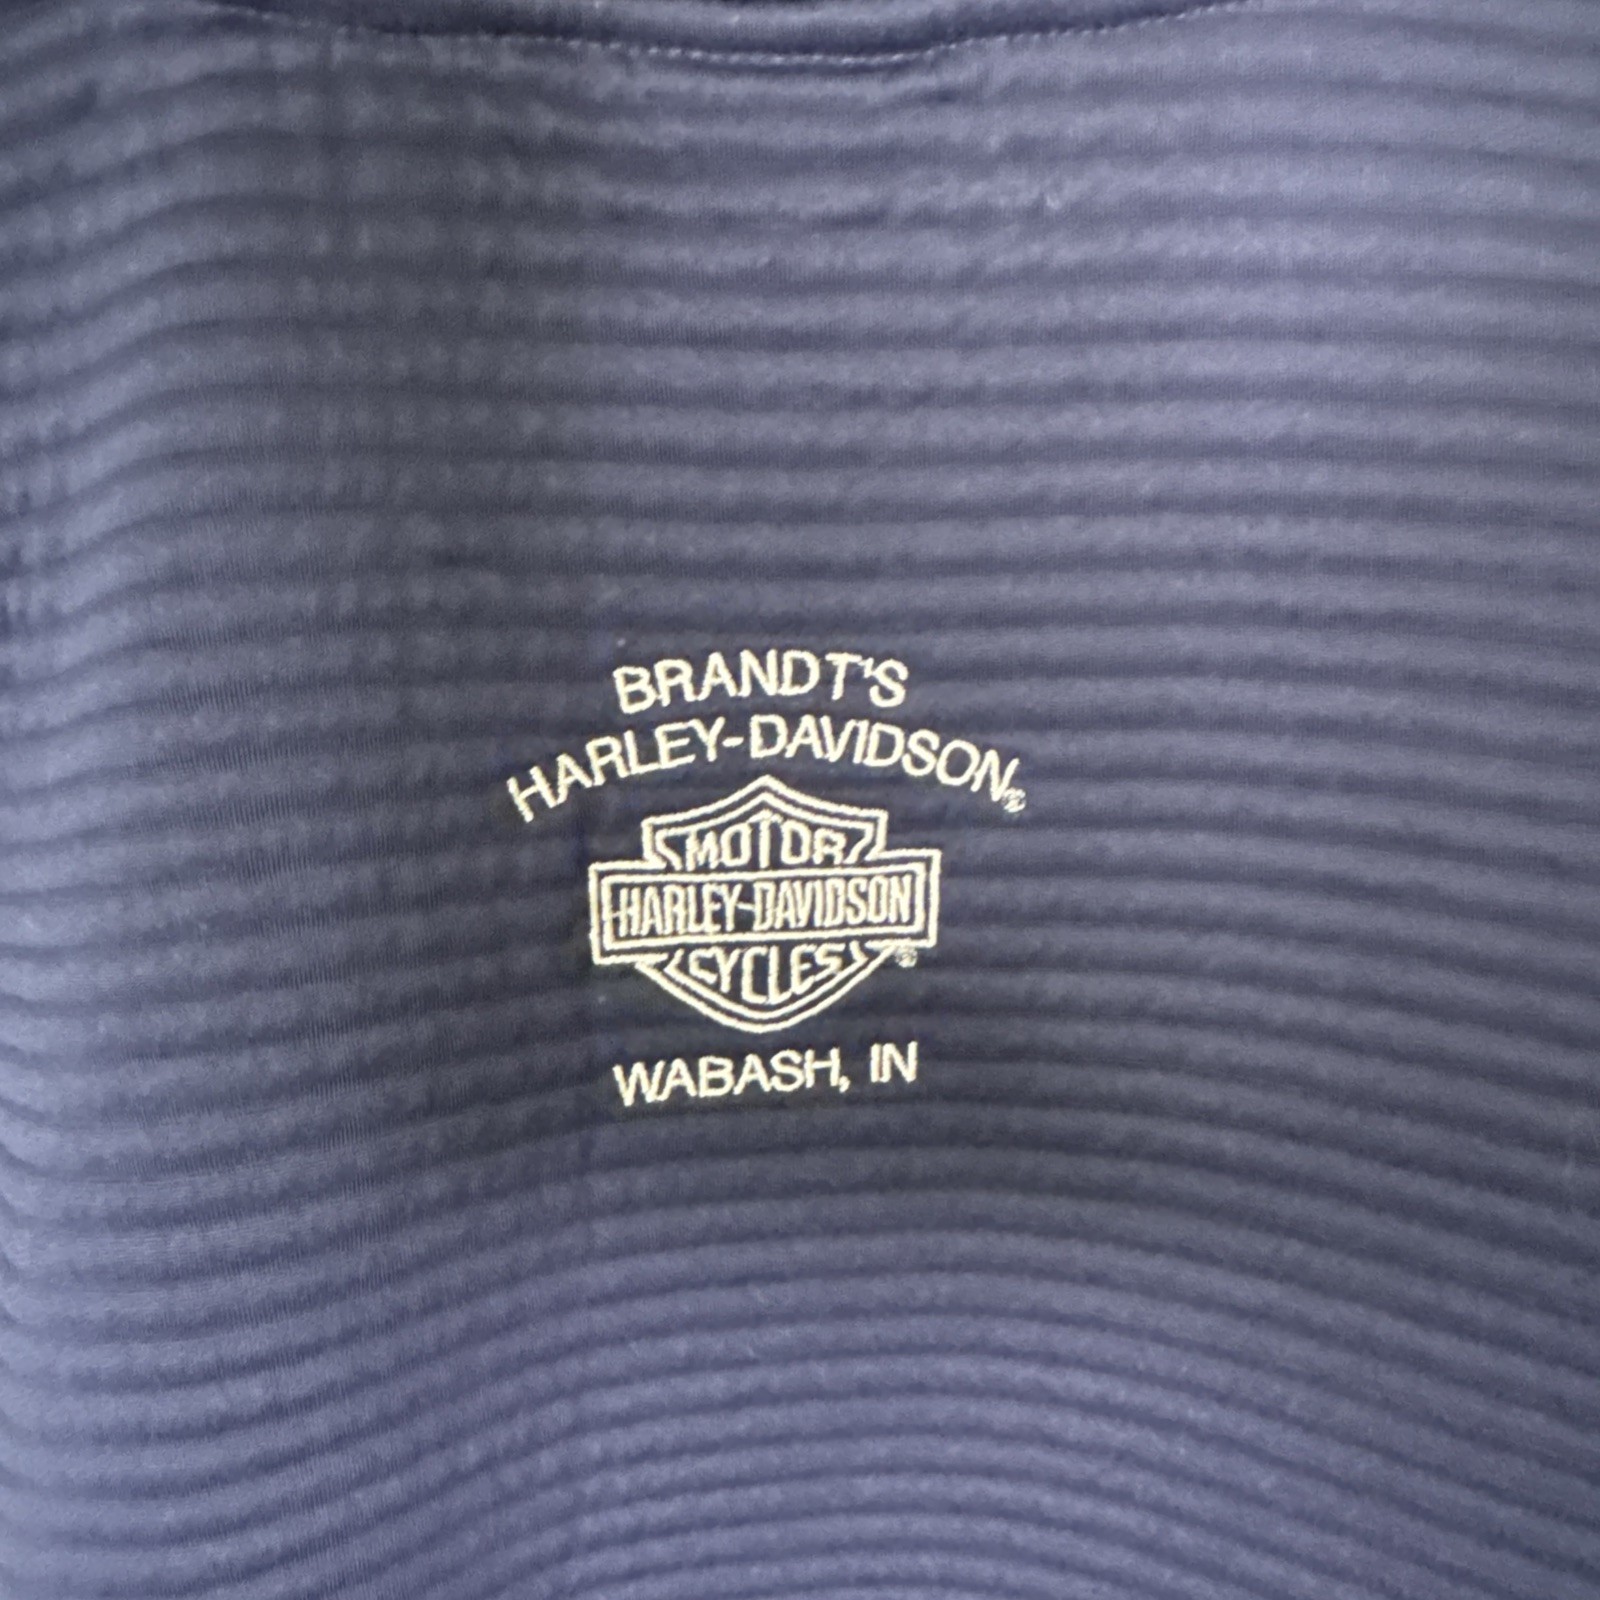 BRANDT'S
HARLEY-DAVIDSON®
MOTOR
HARLEY-DAVIDSON
CYCLES®
WABASH, IN